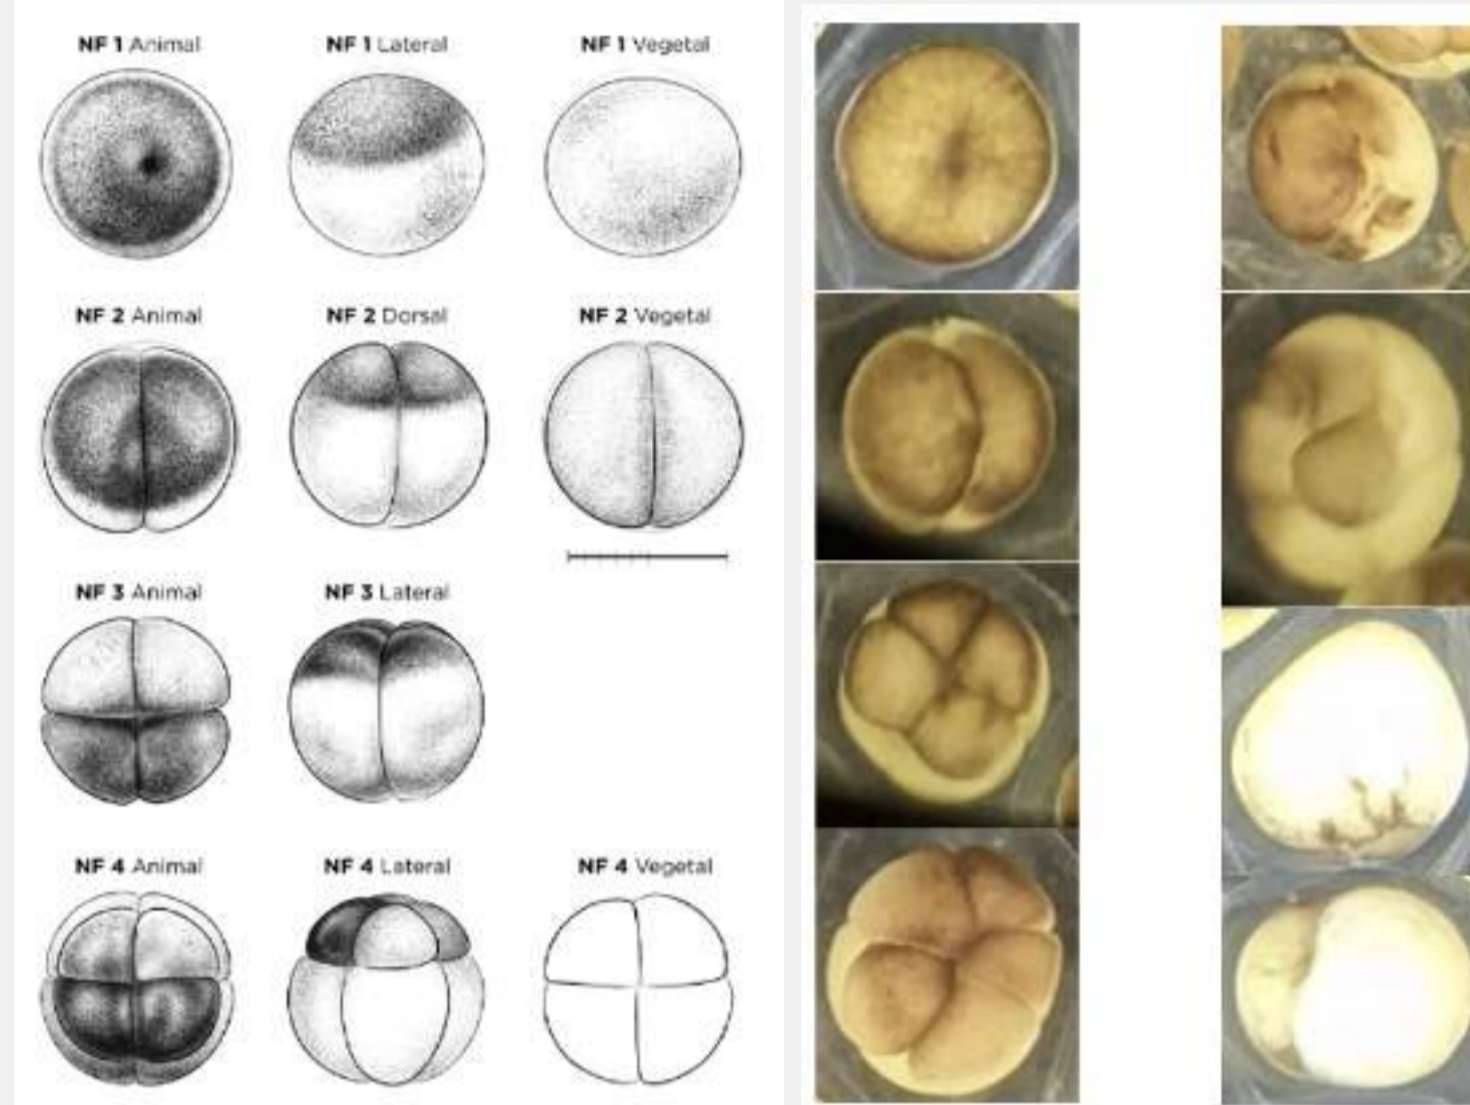 NF 1 Animal
NF 1 Lateral
NF 1 Vegetal
NF 2 Animal
NF 2 Dorsal
NF 2 Vegetal
NF 3 Animal
NF 3 Lateral
NF 4 Animal
NF 4 Lateral
NF 4 Vegetal